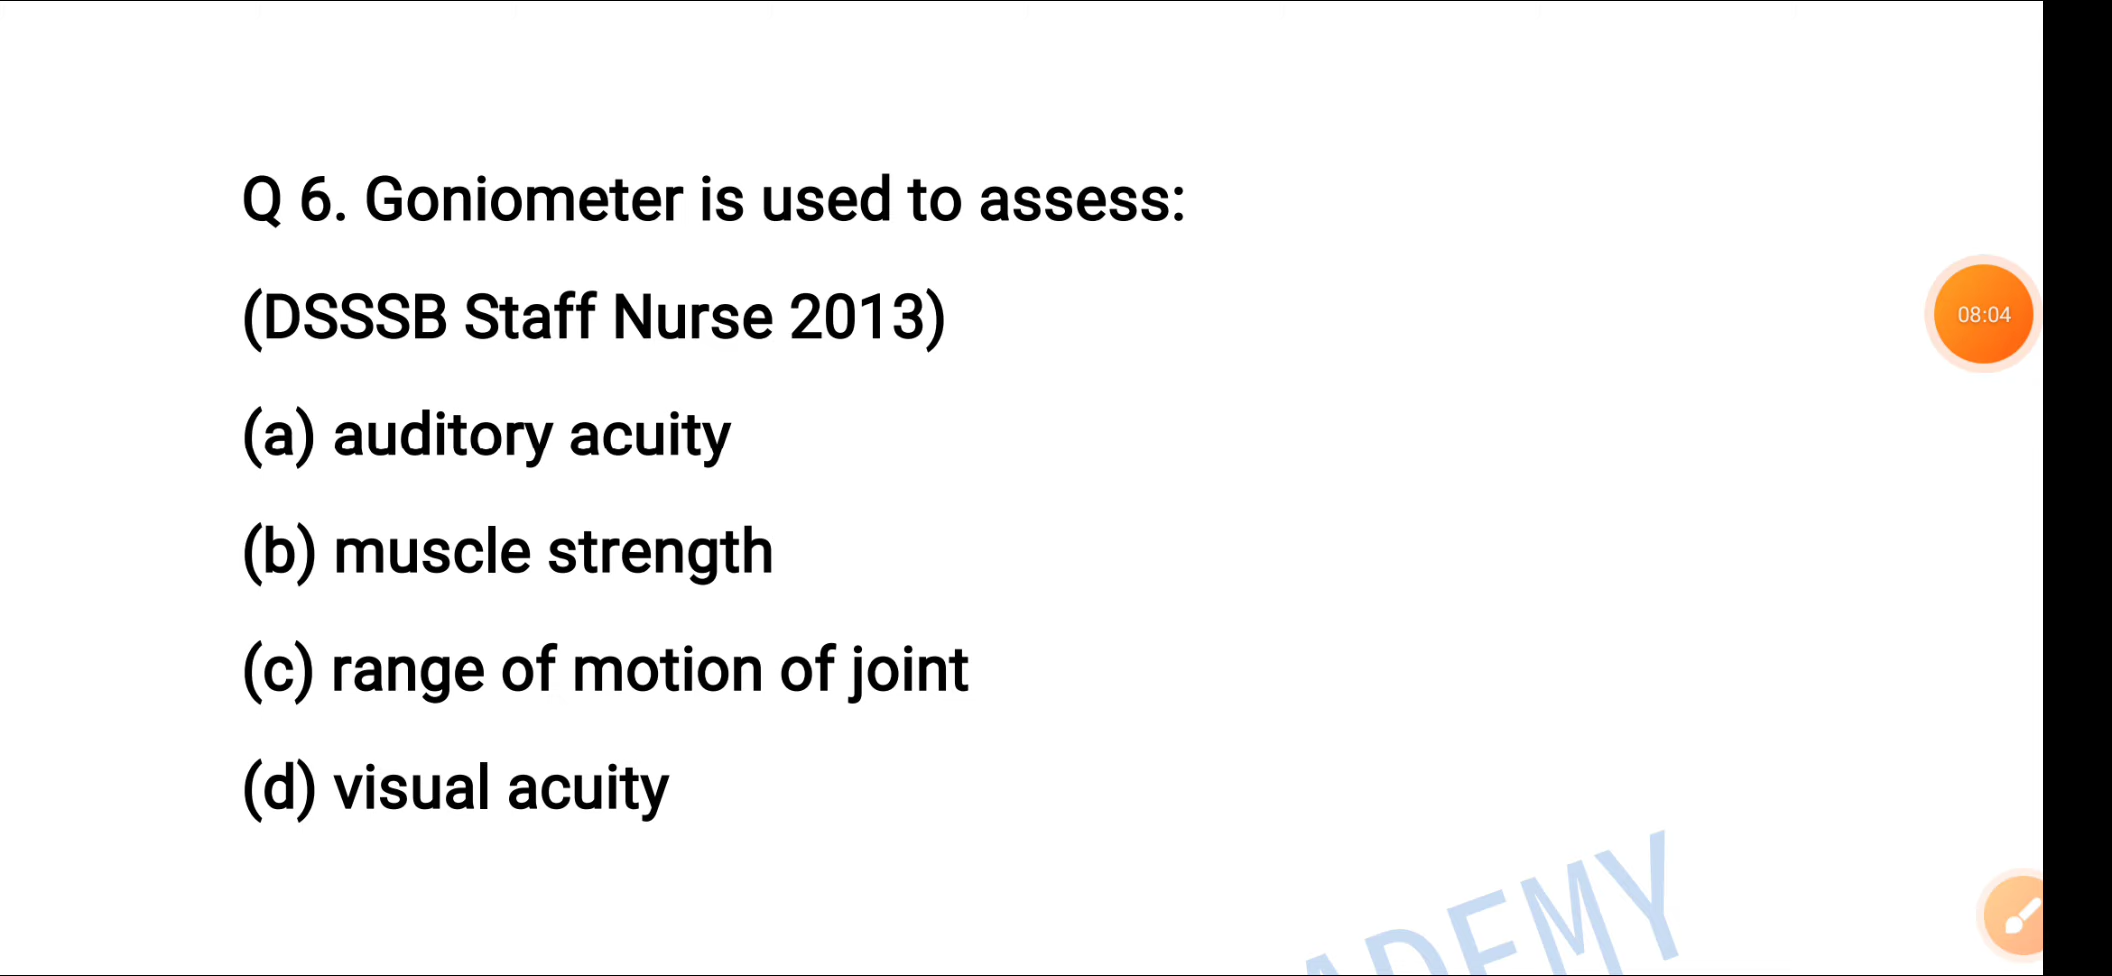 Q 6. Goniometer is used to assess:
(DSSSB Staff Nurse 2013)
08:04
(a) auditory acuity
(b) muscle strength
(c) range of motion of joint
(d) visual acuity
ADEMY